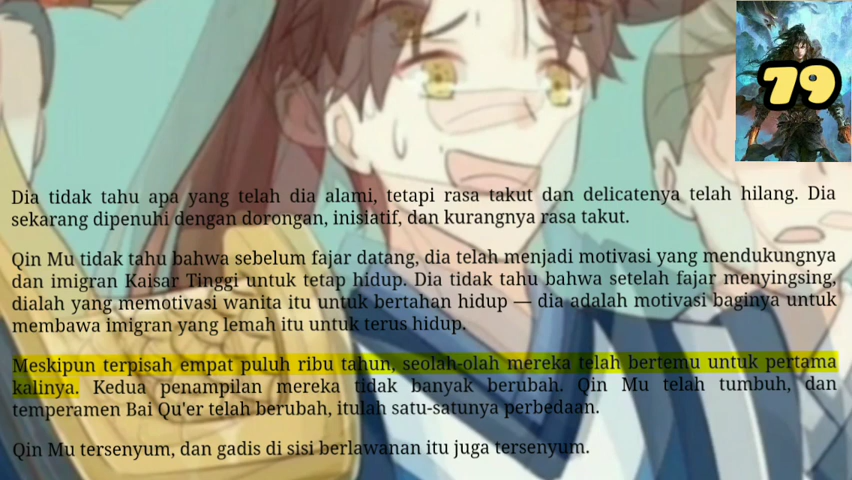 79
Dia tidak tahu apa yang telah dia alami, tetapi rasa takut dan delicatenya telah hilang. Dia
sekarang dipenuhi dengan dorongan, inisiatif, dan kurangnya rasa takut.
Qin Mu tidak tahu bahwa sebelum fajar datang, dia telah menjadi motivasi yang mendukungnya
dan imigran Kaisar Tinggi untuk tetap hidup. Dia tidak tahu bahwa setelah fajar menyingsing,
dialah yang memotivasi wanita itu untuk bertahan hidup — dia adalah motivasi baginya untuk
membawa imigran yang lemah itu untuk terus hidup.
Meskipun terpisah empat puluh ribu tahun, seolah-olah mereka telah bertemu untuk pertama
kalinya. Kedua penampilan mereka tidak banyak berubah. Qin Mu telah tumbuh, dan
temperamen Bai Qu'er telah berubah, itulah satu-satunya perbedaan.
Qin Mu tersenyum, dan gadis di sisi berlawanan itu juga tersenyum.